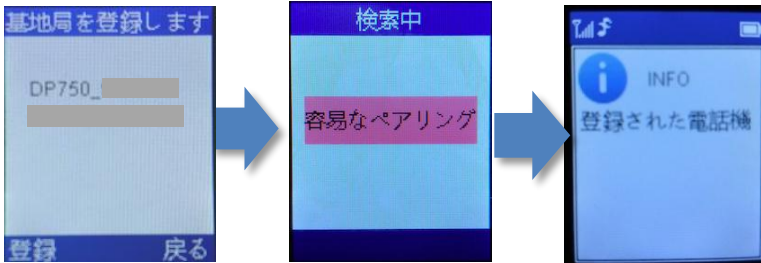 基地局を登録します
DP750_
登録 戻る
検索中
容易なペアリング
INFO
登録された電話機